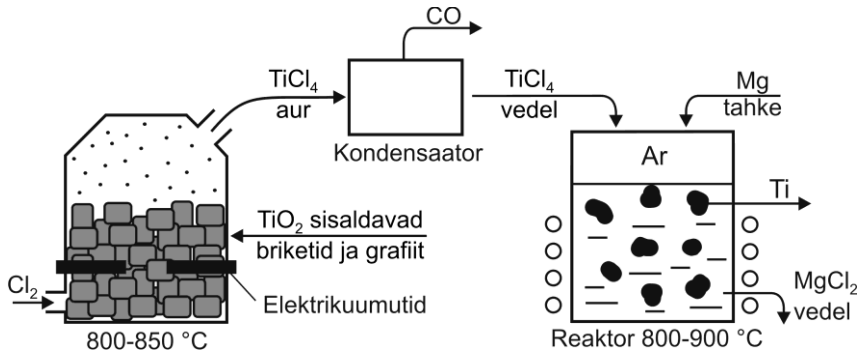 CO
TiCl4
aur
Kondensaator
TiCl4
vedel
Mg
tahke
Ar
Ti
TiO2 sisaldavad
briketid ja grafiit
Cl2
Elektrikuumutid
800-850 °C
MgCl2
vedel
Reaktor 800-900 °C